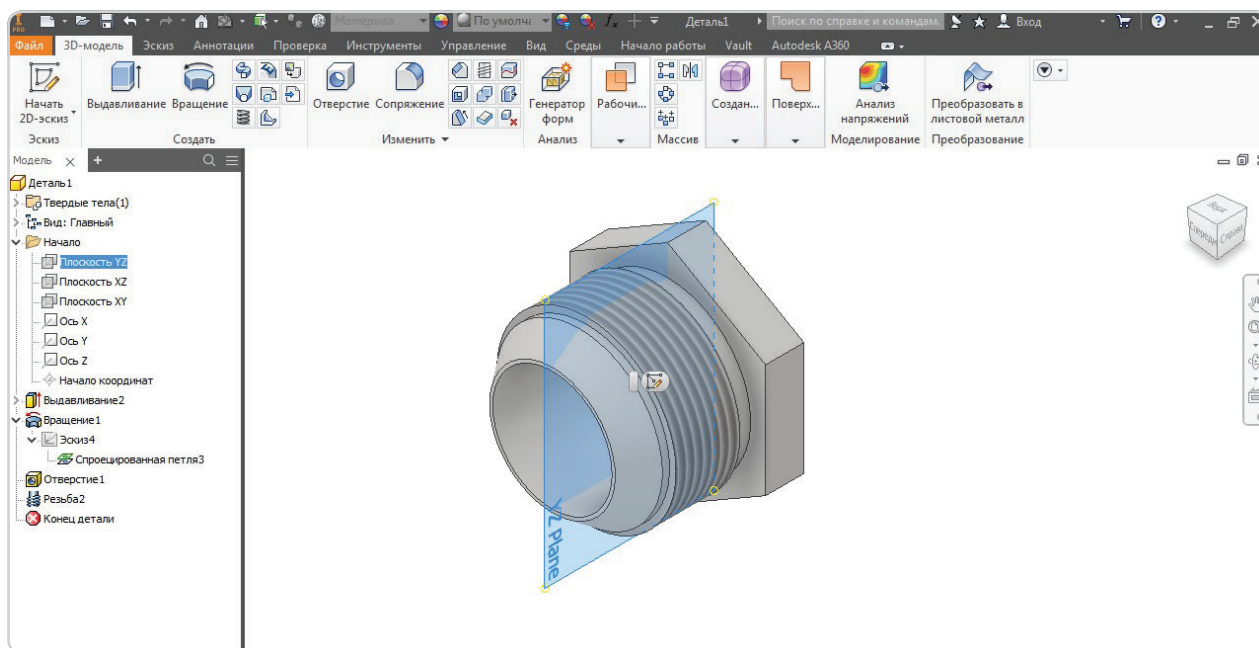 PRO Материал По умолч fx Деталь1 Поиск по справке и командам. Вход
Файл 3D-модель Эскиз Аннотации Проверка Инструменты Управление Вид Среды Начало работы Vault Autodesk A360
Начать 2D-эскиз Выдавливание Вращение Отверстие Сопряжение Генератор форм Рабочи... Создан... Поверх... Анализ напряжений Преобразовать в листовой металл
Эскиз Создать Изменить Анализ Массив Моделирование Преобразование
Модель
Деталь1
Твердые тела(1)
Вид: Главный
Начало
Плоскость YZ
Плоскость XZ
Плоскость XY
Ось X
Ось Y
Ось Z
Начало координат
Выдавливание2
Вращение1
Эскиз4
Спроецированная петля3
Отверстие1
Резьба2
Конец детали
YZ Plane
Спереди Справа